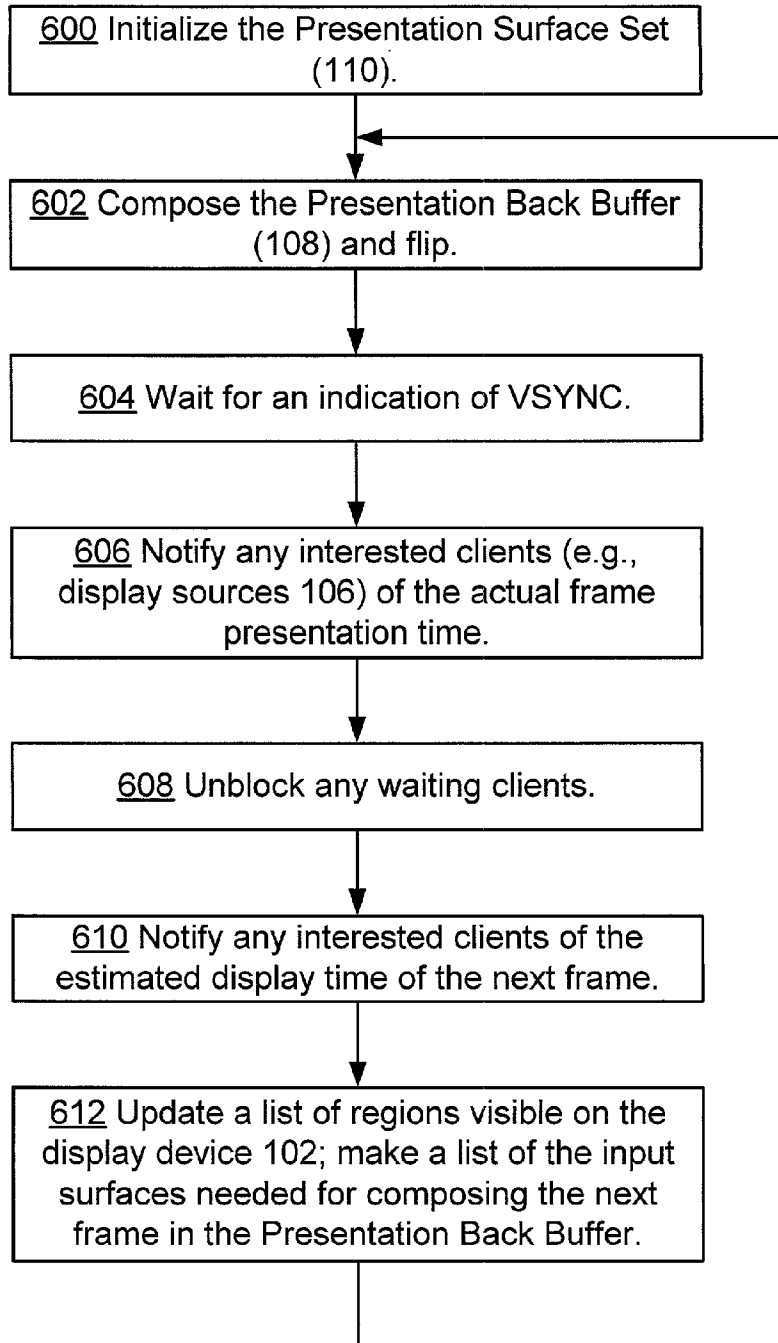 600 Initialize the Presentation Surface Set
(110).
602 Compose the Presentation Back Buffer
(108) and flip.
604 Wait for an indication of VSYNC.
606 Notify any interested clients (e.g.,
display sources 106) of the actual frame
presentation time.
608 Unblock any waiting clients.
610 Notify any interested clients of the
estimated display time of the next frame.
612 Update a list of regions visible on the
display device 102; make a list of the input
surfaces needed for composing the next
frame in the Presentation Back Buffer.